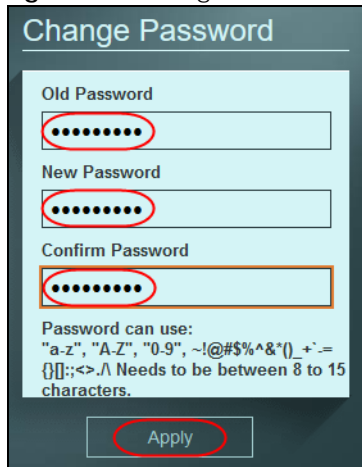 Change Password
Old Password
•••••••••
New Password
•••••••••
Confirm Password
•••••••••
Password can use:
"a-z", "A-Z", "0-9", ~!@#$%^&*()_+`-=
{}[]:;<>./\ Needs to be between 8 to 15
characters.
Apply